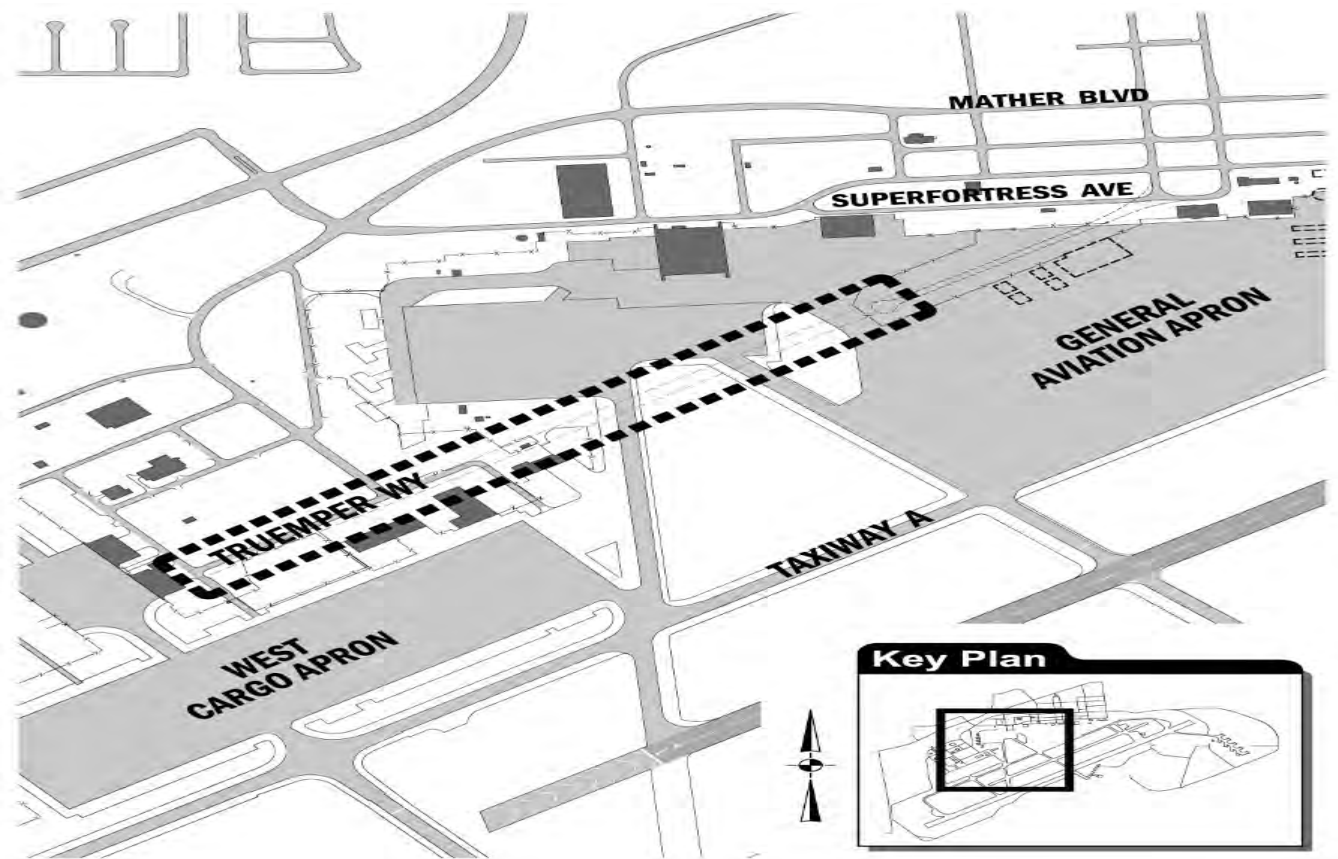 MATHER BLVD
SUPERFORTRESS AVE
GENERAL
AVIATION APRON
TRUEMPER WY
TAXIWAY A
WEST
CARGO APRON
Key Plan